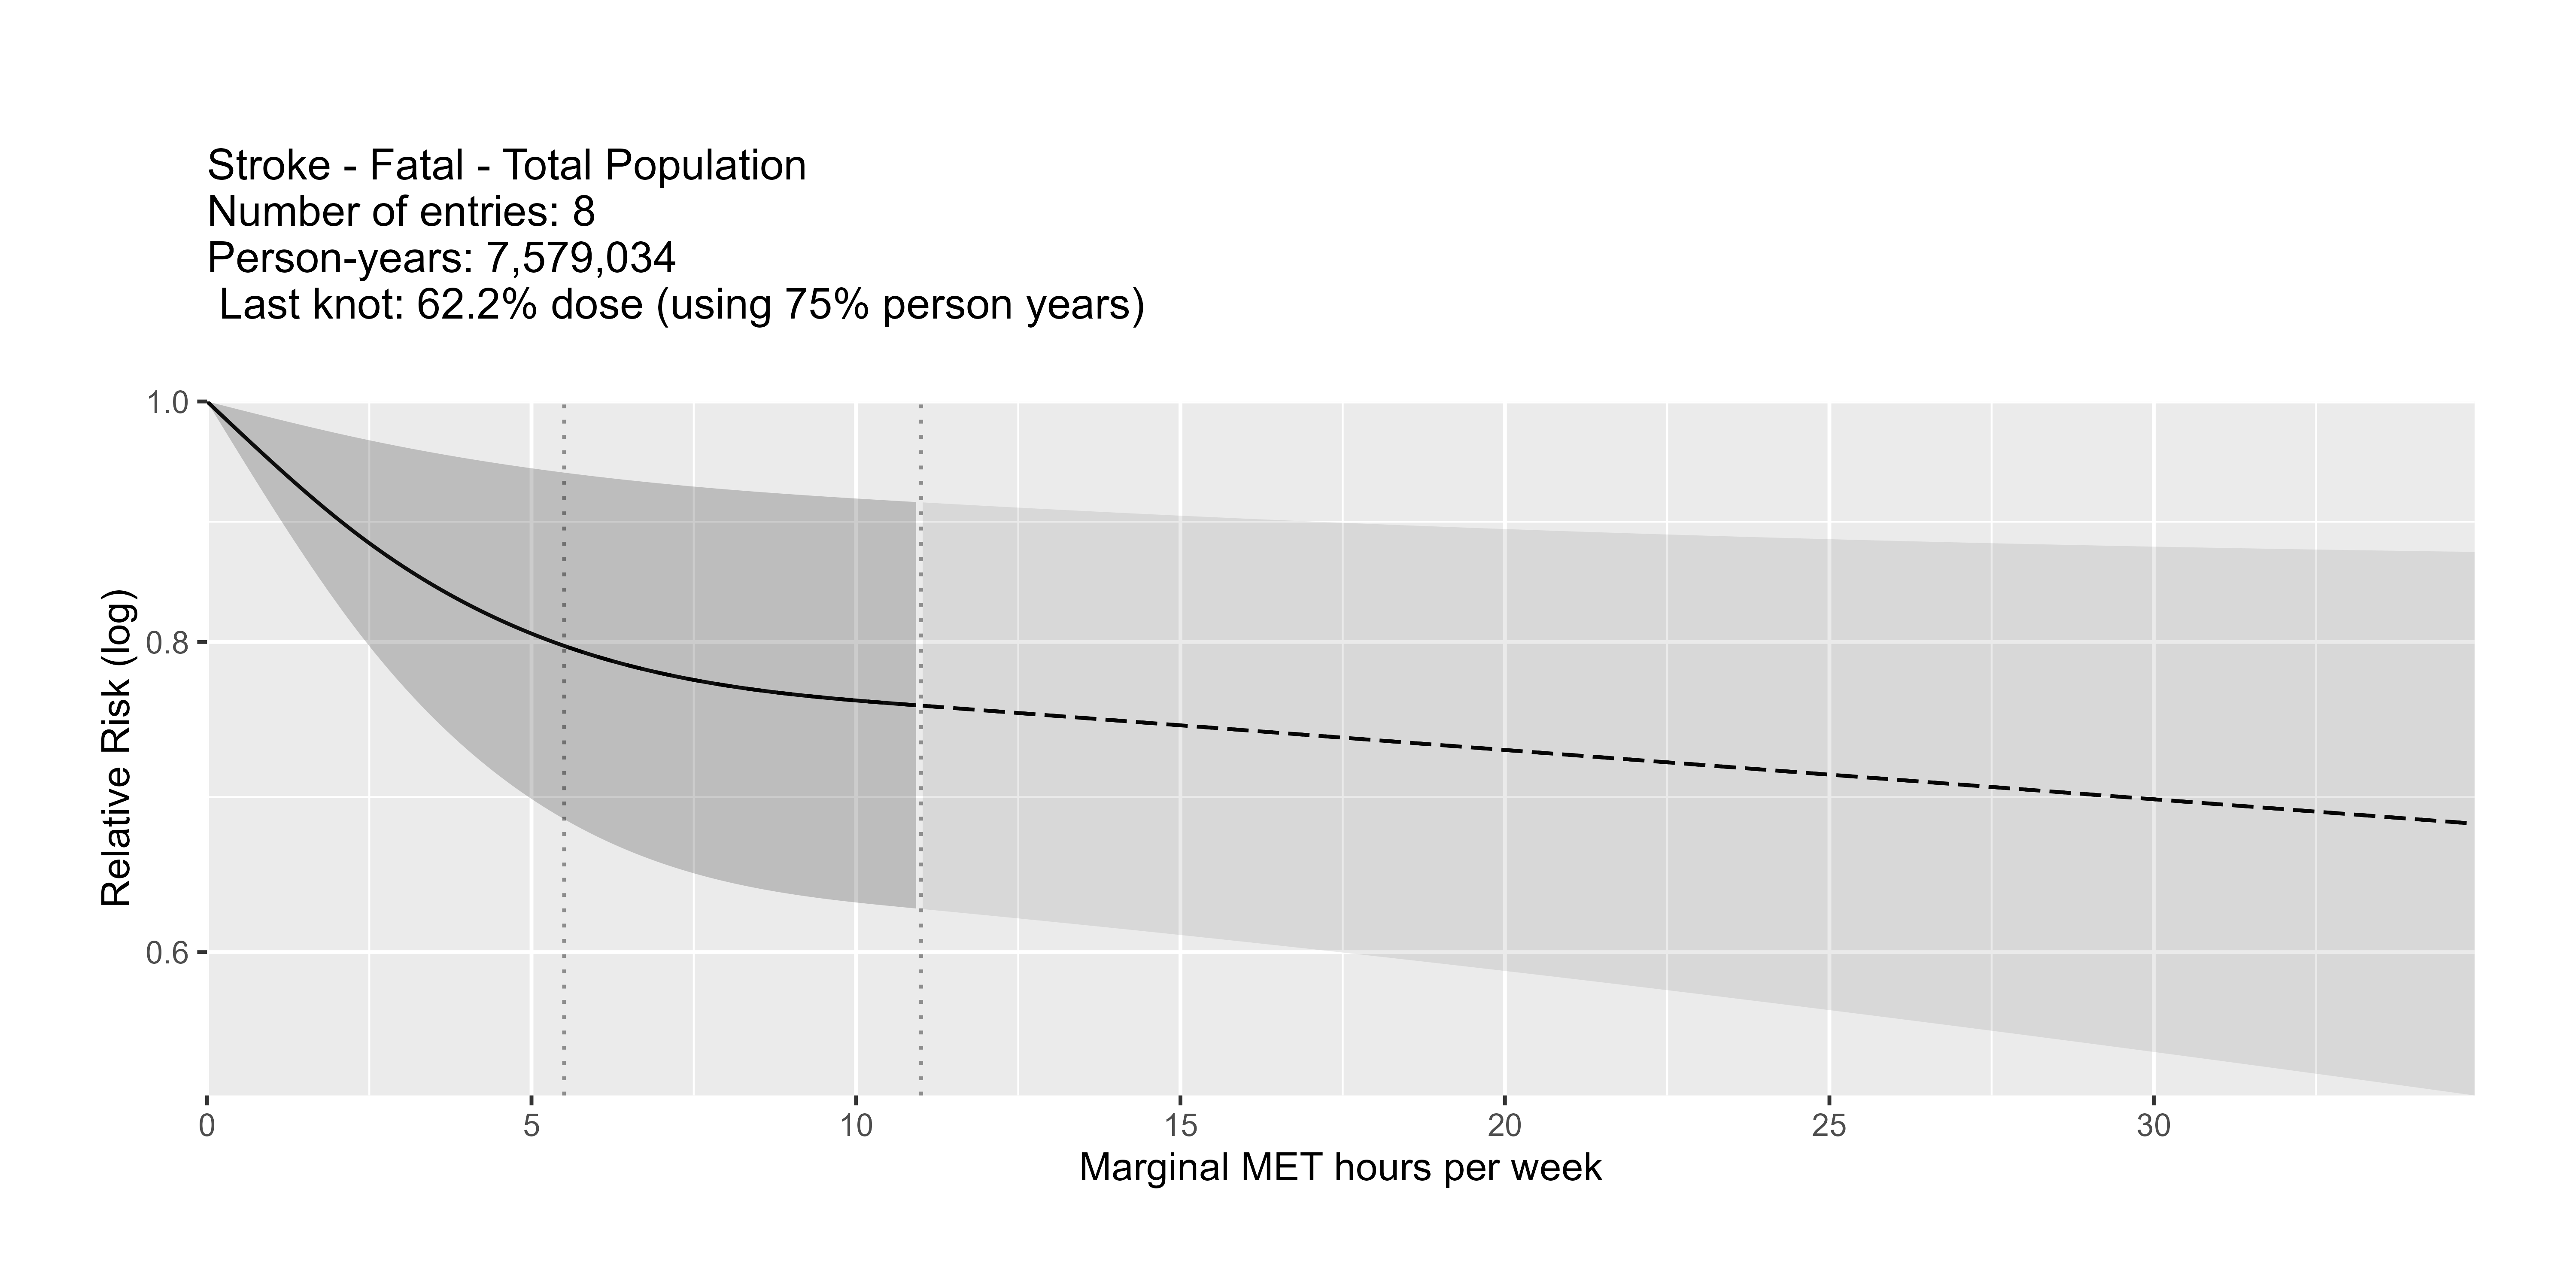 Stroke - Fatal - Total Population
Number of entries: 8
Person-years: 7,579,034
Last knot: 62.2% dose (using 75% person years)
Relative Risk (log)
1.0
0.8
0.6
0 5 10 15 20 25 30
Marginal MET hours per week